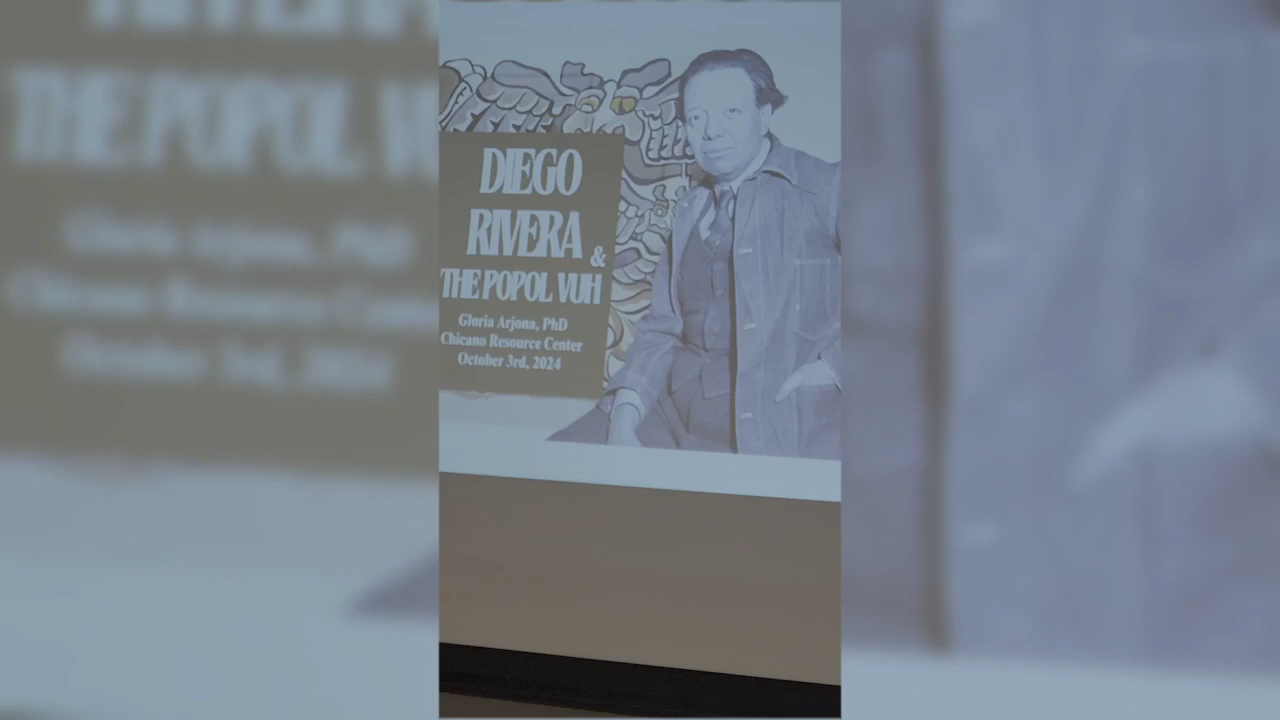 DIEGO
RIVERA &
THE POPOL VUH
Gloria Arjona, PhD
Chicano Resource Center
October 3rd, 2024